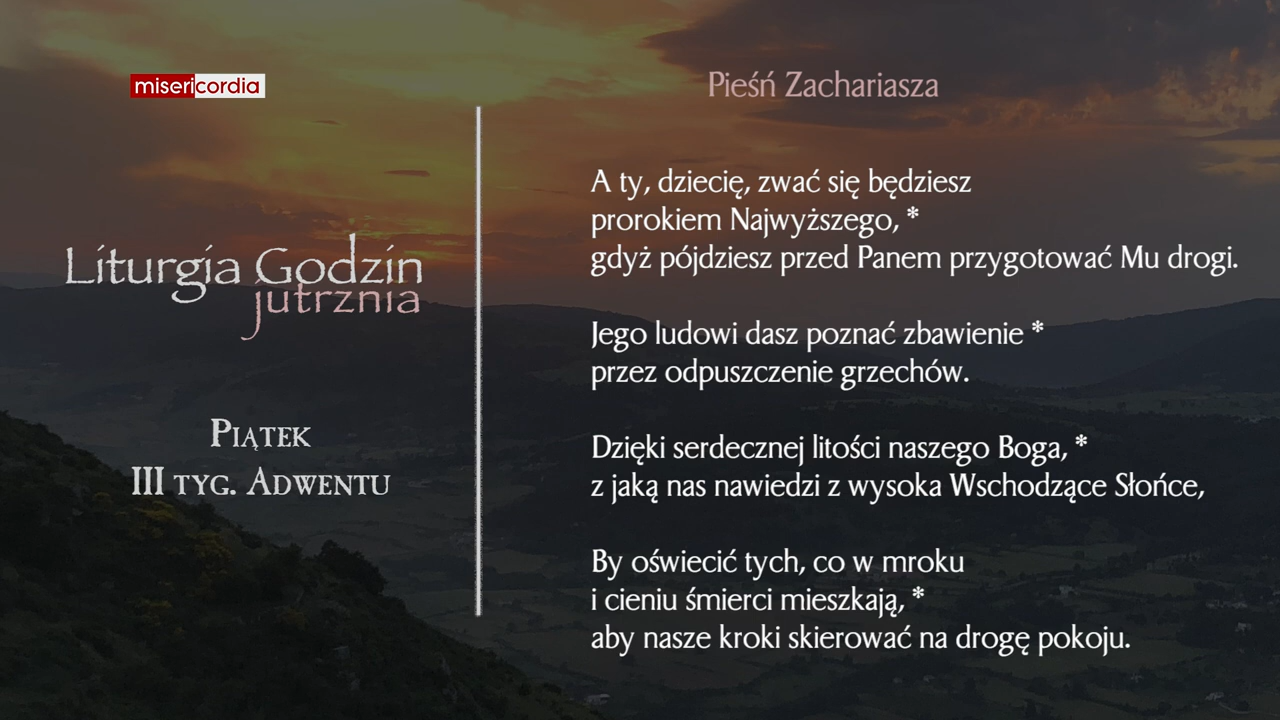 misericordia
Liturgia Godzin
jutrznia
Piątek
III tyg. Adwentu
Pieśń Zachariasza
A ty, dziecię, zwać się będziesz
prorokiem Najwyższego, *
gdyż pójdziesz przed Panem przygotować Mu drogi.
Jego ludowi dasz poznać zbawienie *
przez odpuszczenie grzechów.
Dzięki serdecznej litości naszego Boga, *
z jaką nas nawiedzi z wysoka Wschodzące Słońce,
By oświecić tych, co w mroku
i cieniu śmierci mieszkają, *
aby nasze kroki skierować na drogę pokoju.